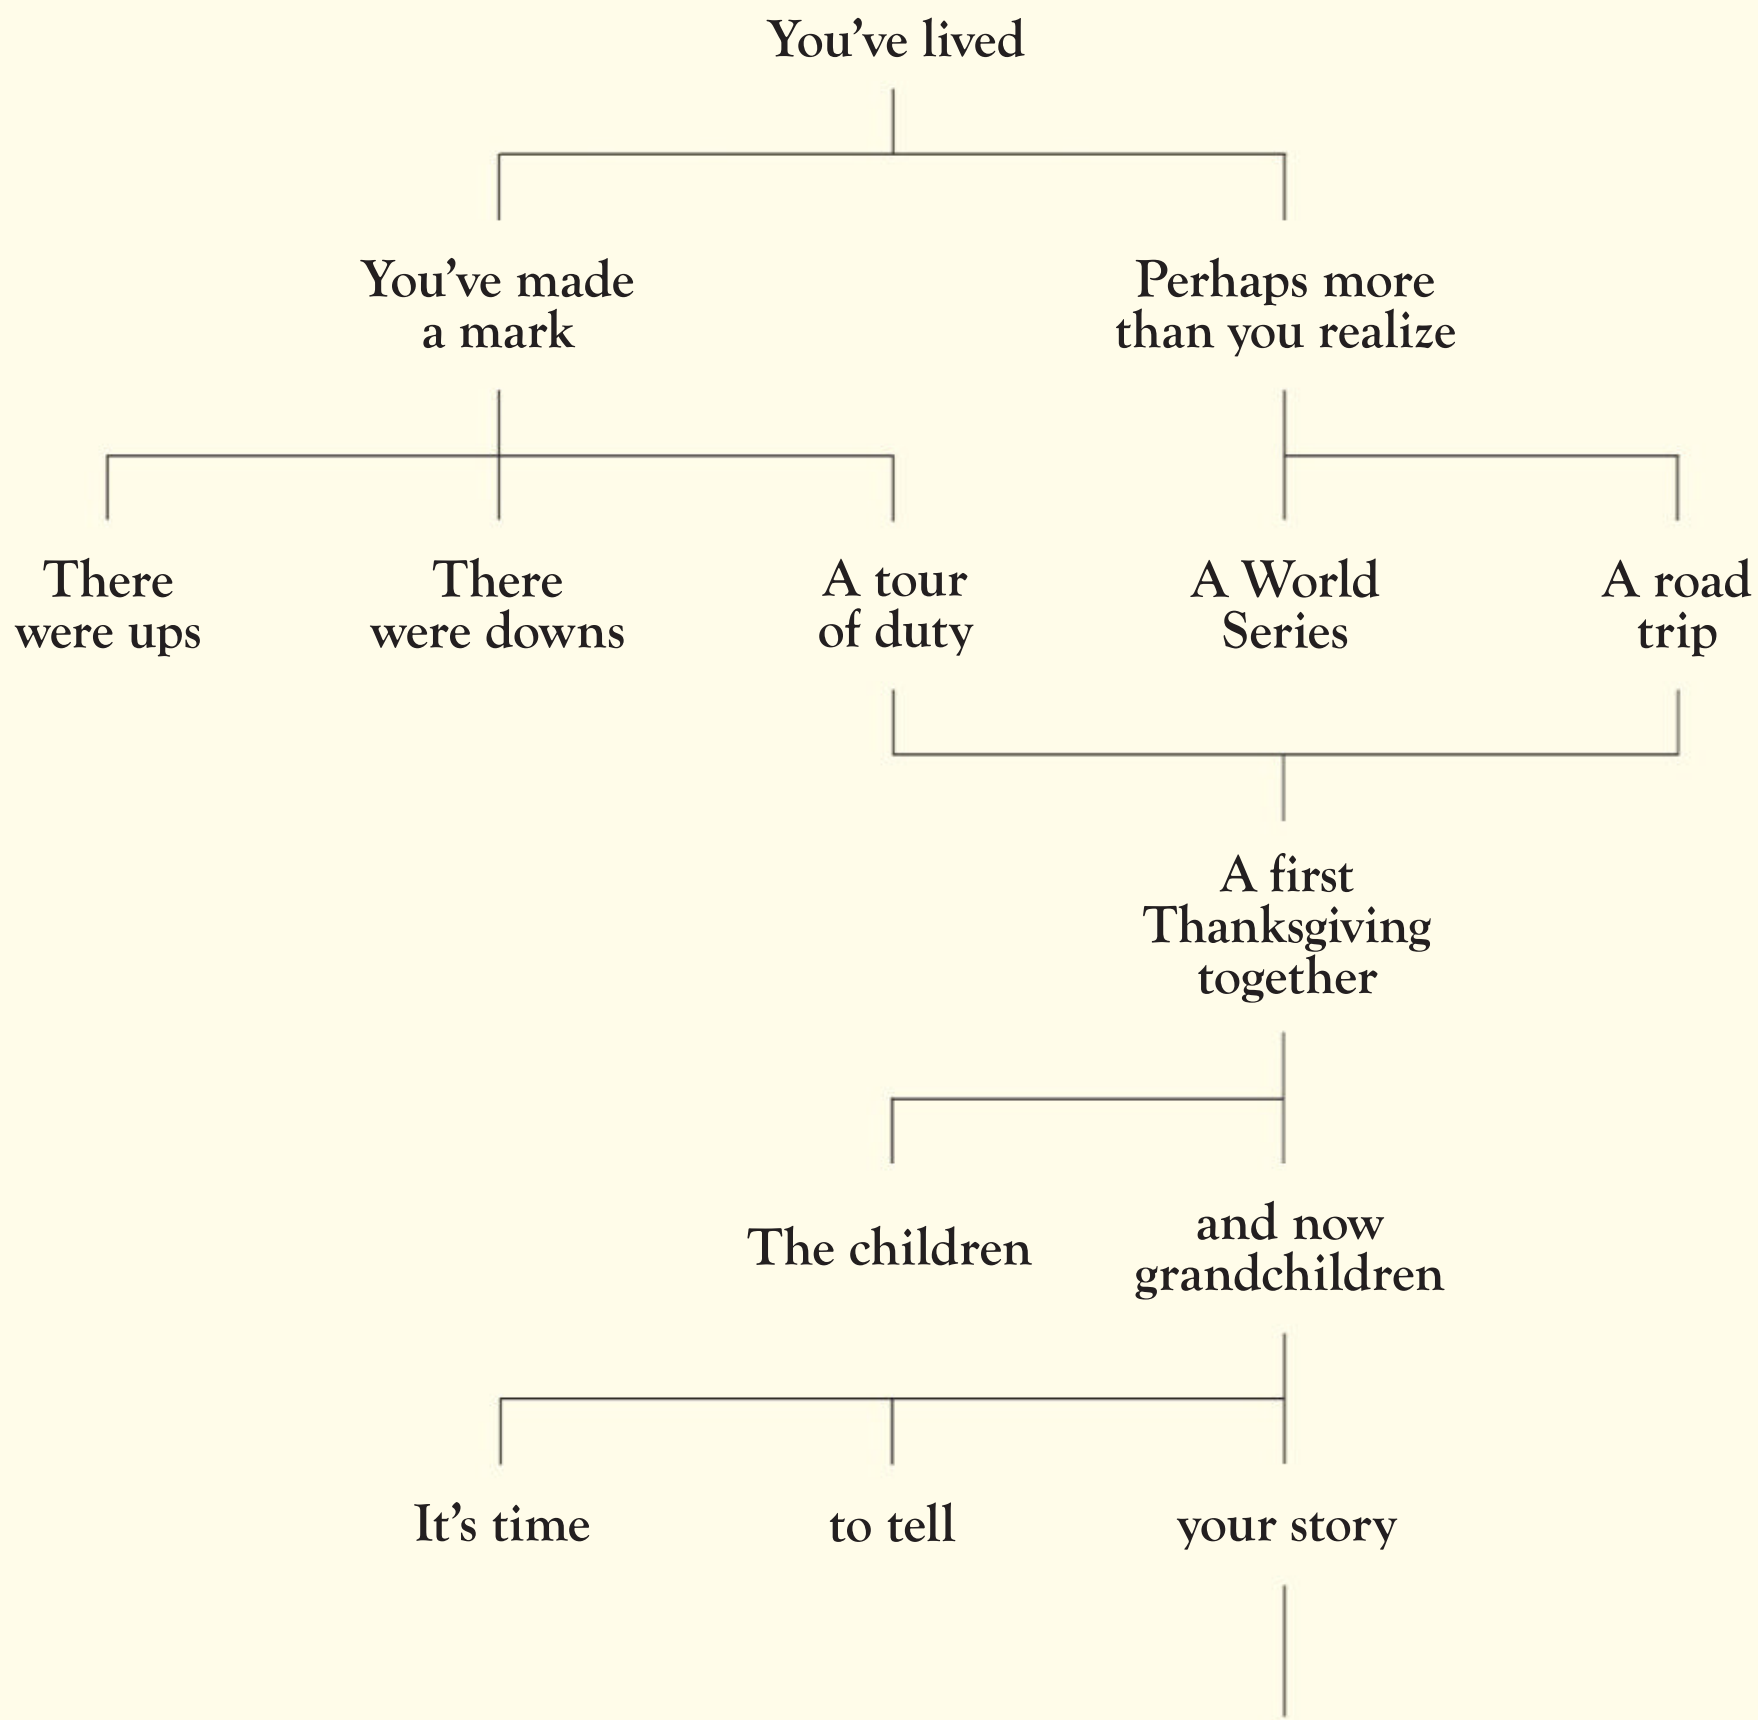 You've lived
You've made
a mark
Perhaps more
than you realize
There
were ups
There
were downs
A tour
of duty
A World
Series
A road
trip
A first
Thanksgiving
together
The children
and now
grandchildren
It's time
to tell
your story